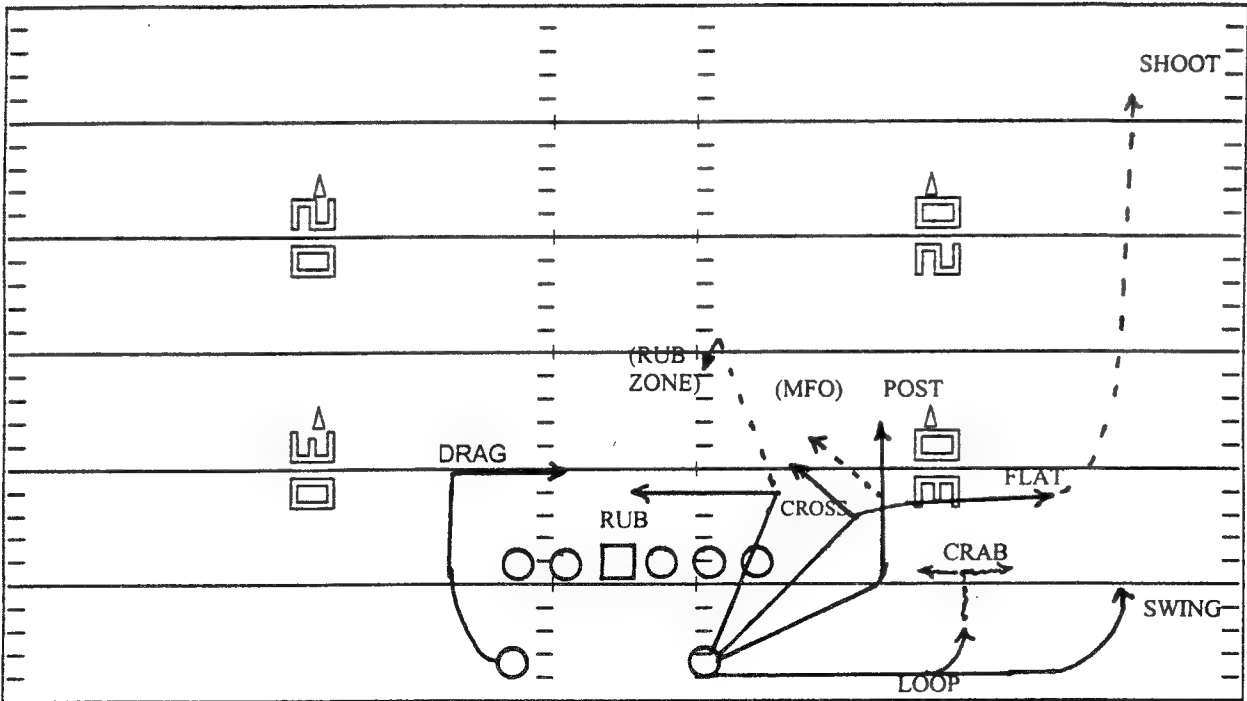 SHOOT
(RUB
ZONE)
(MFO)
POST
DRAG
FLAT
CROSS
RUB
CRAB
SWING
LOOP